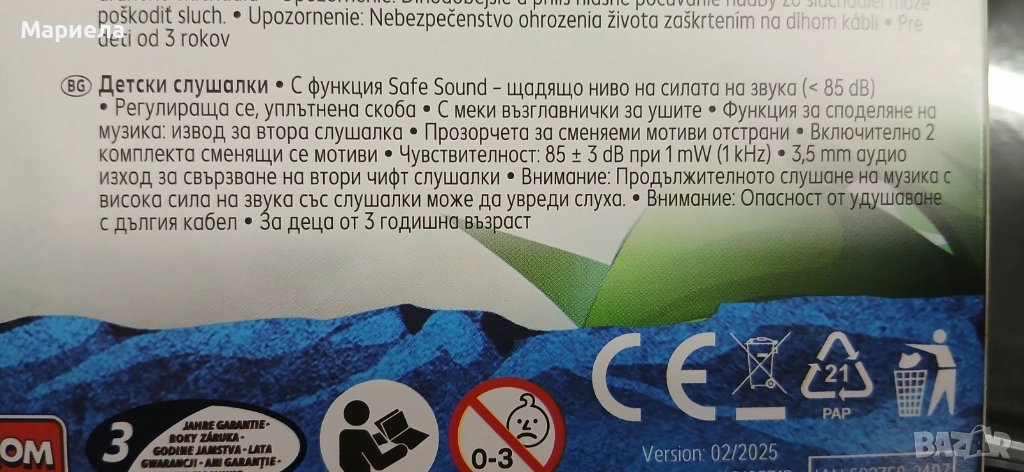 poškodiť sluch. • Upozornenie: Nebezpečenstvo ohrozenia života zaškrtením na dlhom kábli • Pre
Мариела
deti od 3 rokov
BG Детски слушалки • С функция Safe Sound – щадящо ниво на силата на звука (< 85 dB)
• Регулираща се, уплътнена скоба • С меки възглавнички за ушите • Функция за споделяне на
музика: извод за втора слушалка • Прозорчета за сменяеми мотиви отстрани • Включително 2
комплекта сменящи се мотиви • Чувствителност: 85 ± 3 dB при 1 mW (1 kHz) • 3,5 mm аудио
изход за свързване на втори чифт слушалки • Внимание: Продължителното слушане на музика с
висока сила на звука със слушалки може да увреди слуха. • Внимание: Опасност от удушаване
с дългия кабел • За деца от 3 годишна възраст
CE
21
PAP
3
JAHRE GARANTIE •
ROKY ZÁRUKA •
GODINE JAMSTVA • LATA
GWARANCJI • ANI GARANȚIE
OM
0-3
Version: 02/2025
BAZAR